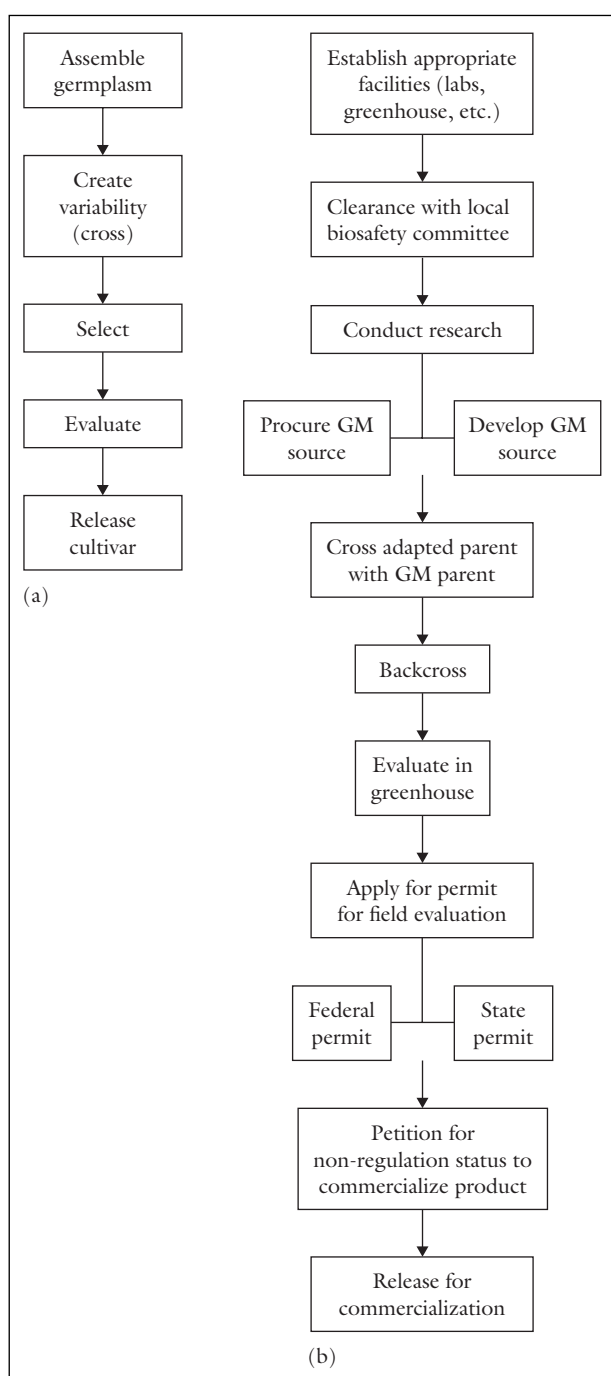 Assemble
germplasm
Create
variability
(cross)
Select
Evaluate
Release
cultivar
(a)
Establish appropriate
facilities (labs,
greenhouse, etc.)
Clearance with local
biosafety committee
Conduct research
Procure GM
source
Develop GM
source
Cross adapted parent
with GM parent
Backcross
Evaluate in
greenhouse
Apply for permit
for field evaluation
Federal
permit
State
permit
Petition for
non-regulation status to
commercialize product
Release for
commercialization
(b)